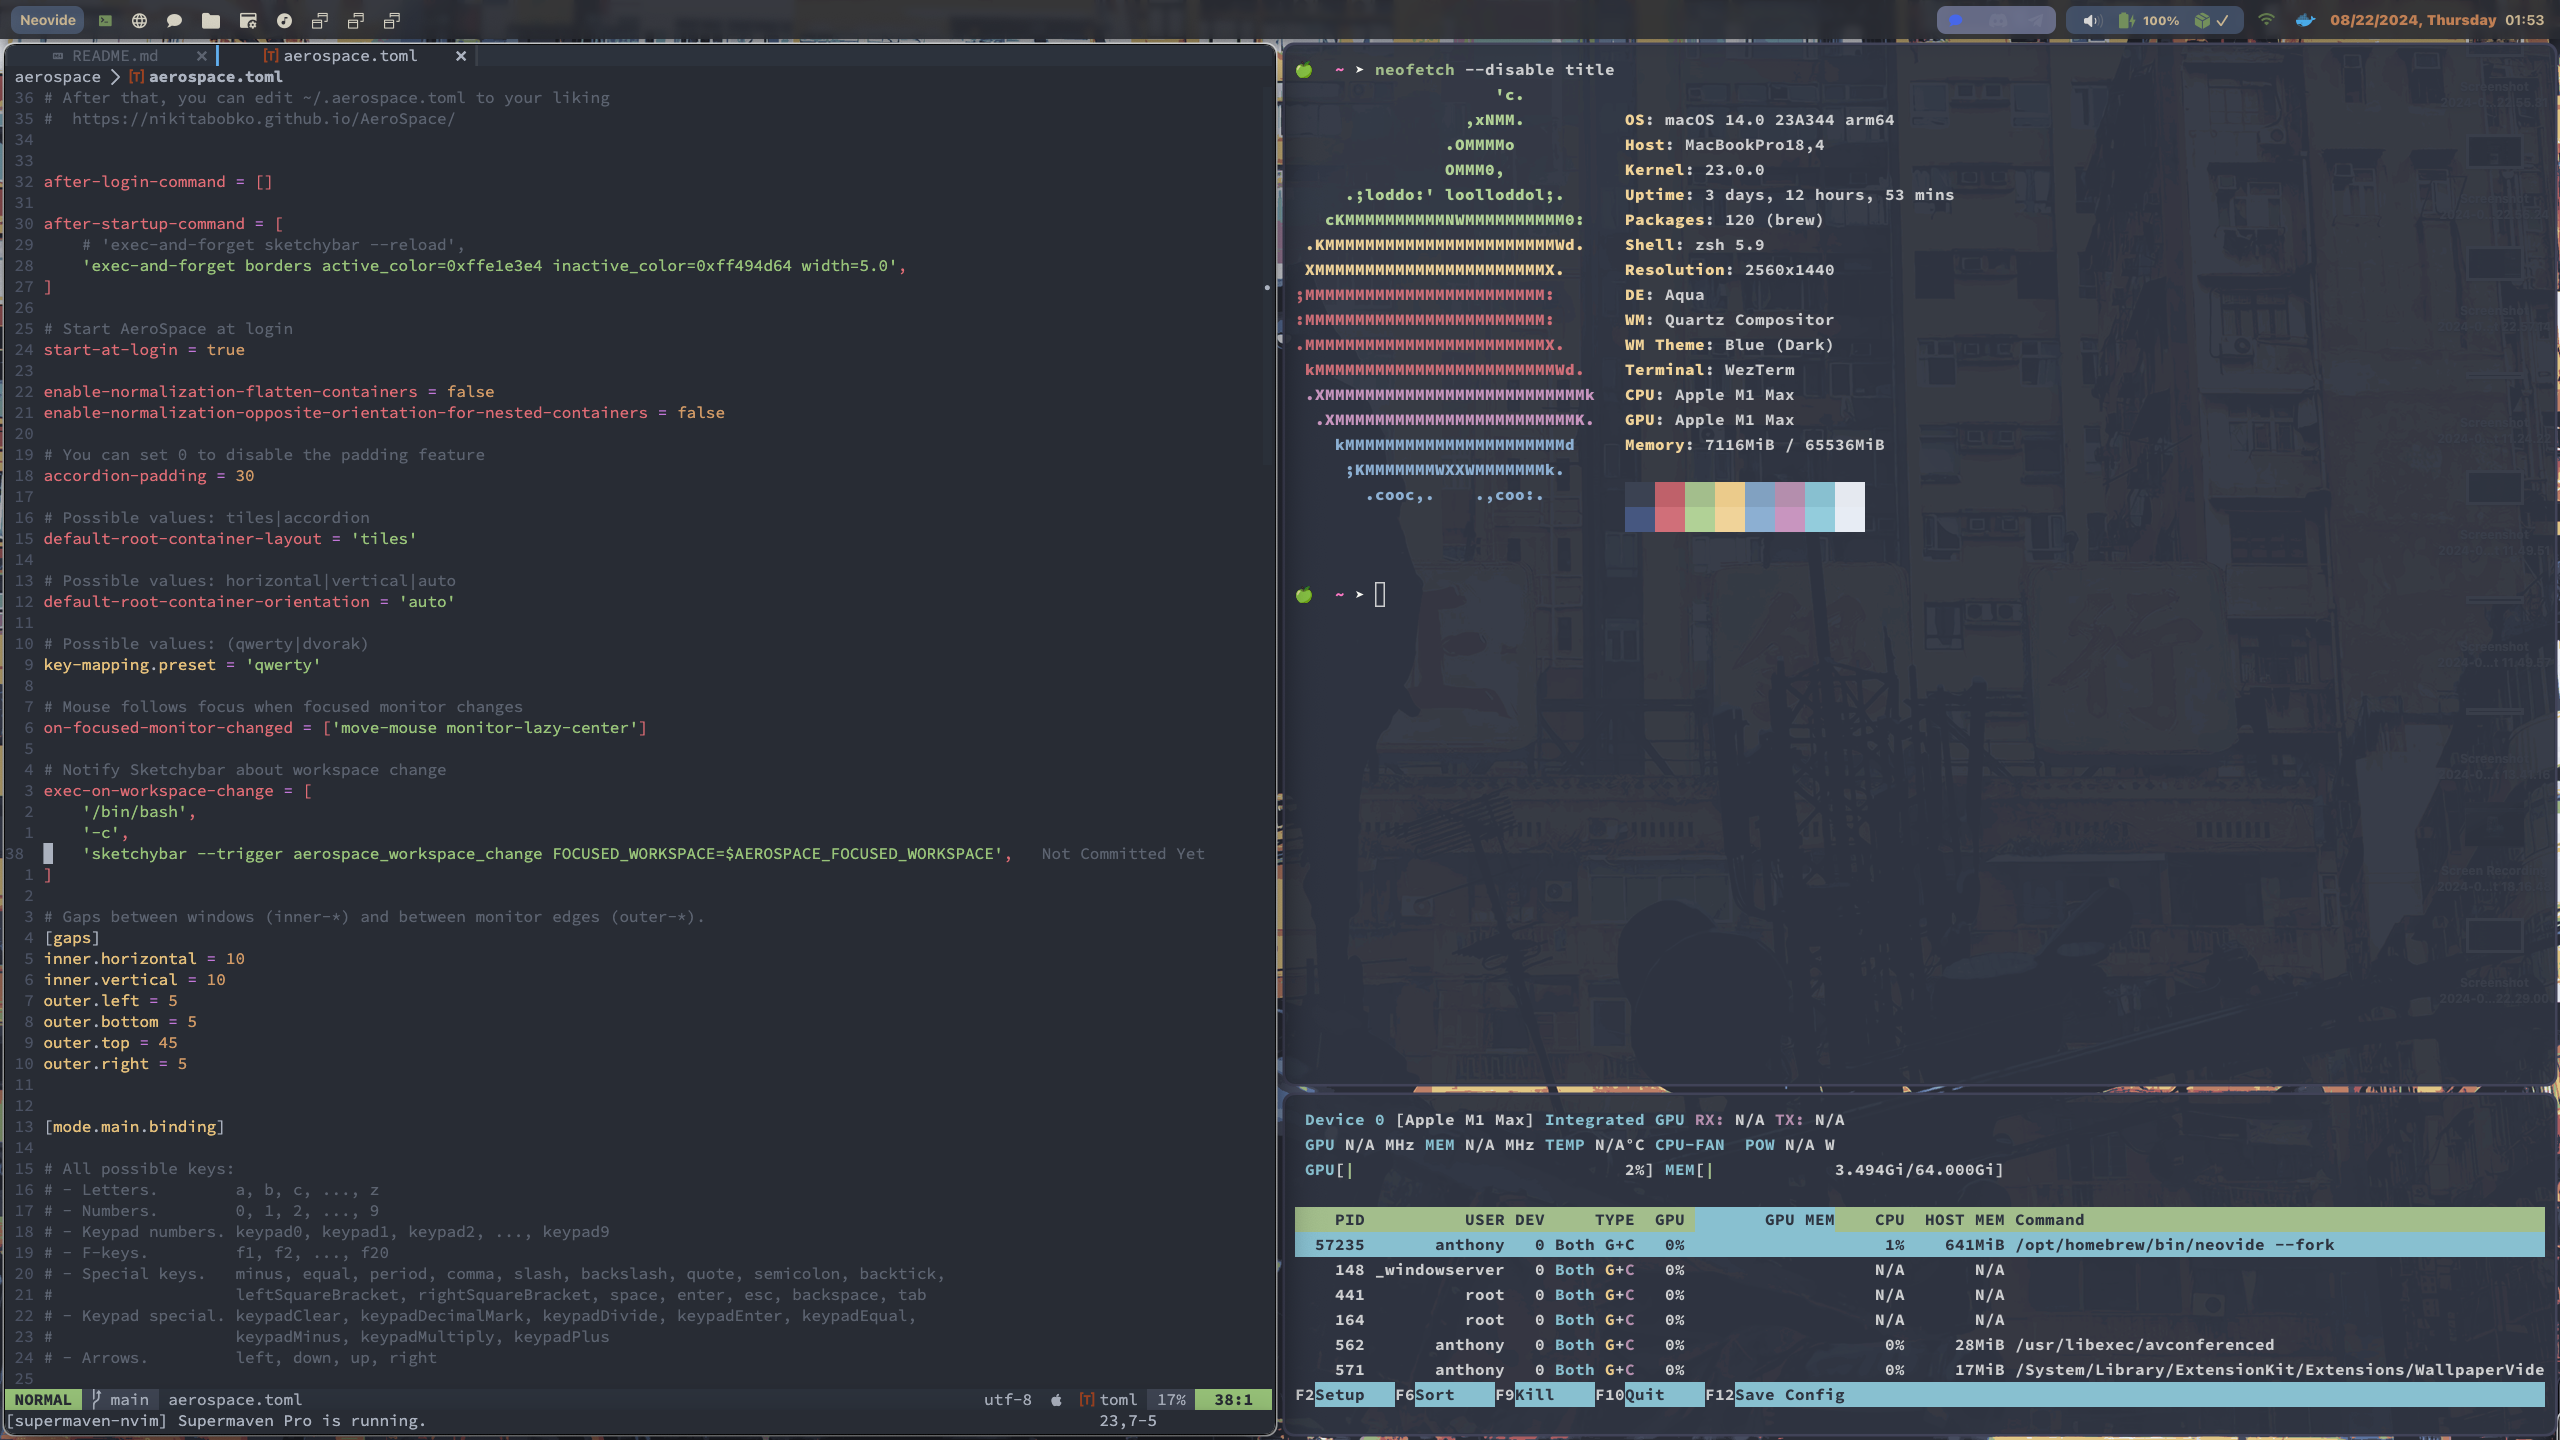 Neovide
100%
08/22/2024, Thursday 01:53
README.md
[T] aerospace.toml
aerospace > [T] aerospace.toml
36 # After that, you can edit ~/.aerospace.toml to your liking
35 #  https://nikitabobko.github.io/AeroSpace/
34
33
32 after-login-command = []
31
30 after-startup-command = [
29     # 'exec-and-forget sketchybar --reload',
28     'exec-and-forget borders active_color=0xffe1e3e4 inactive_color=0xff494d64 width=5.0',
27 ]
26
25 # Start AeroSpace at login
24 start-at-login = true
23
22 enable-normalization-flatten-containers = false
21 enable-normalization-opposite-orientation-for-nested-containers = false
20
19 # You can set 0 to disable the padding feature
18 accordion-padding = 30
17
16 # Possible values: tiles|accordion
15 default-root-container-layout = 'tiles'
14
13 # Possible values: horizontal|vertical|auto
12 default-root-container-orientation = 'auto'
11
10 # Possible values: (qwerty|dvorak)
9 key-mapping.preset = 'qwerty'
8
7 # Mouse follows focus when focused monitor changes
6 on-focused-monitor-changed = ['move-mouse monitor-lazy-center']
5
4 # Notify Sketchybar about workspace change
3 exec-on-workspace-change = [
2     '/bin/bash',
1     '-c',
38     'sketchybar --trigger aerospace_workspace_change FOCUSED_WORKSPACE=$AEROSPACE_FOCUSED_WORKSPACE',   Not Committed Yet
1 ]
2
3 # Gaps between windows (inner-*) and between monitor edges (outer-*).
4 [gaps]
5 inner.horizontal = 10
6 inner.vertical = 10
7 outer.left = 5
8 outer.bottom = 5
9 outer.top = 45
10 outer.right = 5
11
12
13 [mode.main.binding]
14
15 # All possible keys:
16 # - Letters.        a, b, c, ..., z
17 # - Numbers.        0, 1, 2, ..., 9
18 # - Keypad numbers. keypad0, keypad1, keypad2, ..., keypad9
19 # - F-keys.         f1, f2, ..., f20
20 # - Special keys.   minus, equal, period, comma, slash, backslash, quote, semicolon, backtick,
21 #                   leftSquareBracket, rightSquareBracket, space, enter, esc, backspace, tab
22 # - Keypad special. keypadClear, keypadDecimalMark, keypadDivide, keypadEnter, keypadEqual,
23 #                   keypadMinus, keypadMultiply, keypadPlus
24 # - Arrows.         left, down, up, right
25
NORMAL main aerospace.toml utf-8 [T] toml 17% 38:1
[supermaven-nvim] Supermaven Pro is running. 23,7-5
~ ➤ neofetch --disable title
'c.
,xNMM.
.OMMMMo
OMMM0,
.;loddo:' loolloddol;.
cKMMMMMMMMMMNWMMMMMMMMMM0:
.KMMMMMMMMMMMMMMMMMMMMMMMWd.
XMMMMMMMMMMMMMMMMMMMMMMMX.
;MMMMMMMMMMMMMMMMMMMMMMMM:
:MMMMMMMMMMMMMMMMMMMMMMMM:
.MMMMMMMMMMMMMMMMMMMMMMMMX.
kMMMMMMMMMMMMMMMMMMMMMMMMWd.
.XMMMMMMMMMMMMMMMMMMMMMMMMMMk
.XMMMMMMMMMMMMMMMMMMMMMMMMK.
kMMMMMMMMMMMMMMMMMMMMMMd
;KMMMMMMMWXXWMMMMMMMk.
.cooc,.    .,coo:.
OS: macOS 14.0 23A344 arm64
Host: MacBookPro18,4
Kernel: 23.0.0
Uptime: 3 days, 12 hours, 53 mins
Packages: 120 (brew)
Shell: zsh 5.9
Resolution: 2560x1440
DE: Aqua
WM: Quartz Compositor
WM Theme: Blue (Dark)
Terminal: WezTerm
CPU: Apple M1 Max
GPU: Apple M1 Max
Memory: 7116MiB / 65536MiB
~ ➤
Device 0 [Apple M1 Max] Integrated GPU RX: N/A TX: N/A
GPU N/A MHz MEM N/A MHz TEMP N/A°C CPU-FAN  POW N/A W
GPU[| 2%] MEM[| 3.494Gi/64.000Gi]
PID USER DEV TYPE GPU GPU MEM CPU HOST MEM Command
57235 anthony 0 Both G+C 0% 1% 641MiB /opt/homebrew/bin/neovide --fork
148 _windowserver 0 Both G+C 0% N/A N/A
441 root 0 Both G+C 0% N/A N/A
164 root 0 Both G+C 0% N/A N/A
562 anthony 0 Both G+C 0% 0% 28MiB /usr/libexec/avconferenced
571 anthony 0 Both G+C 0% 0% 17MiB /System/Library/ExtensionKit/Extensions/WallpaperVide
F2Setup F6Sort F9Kill F10Quit F12Save Config